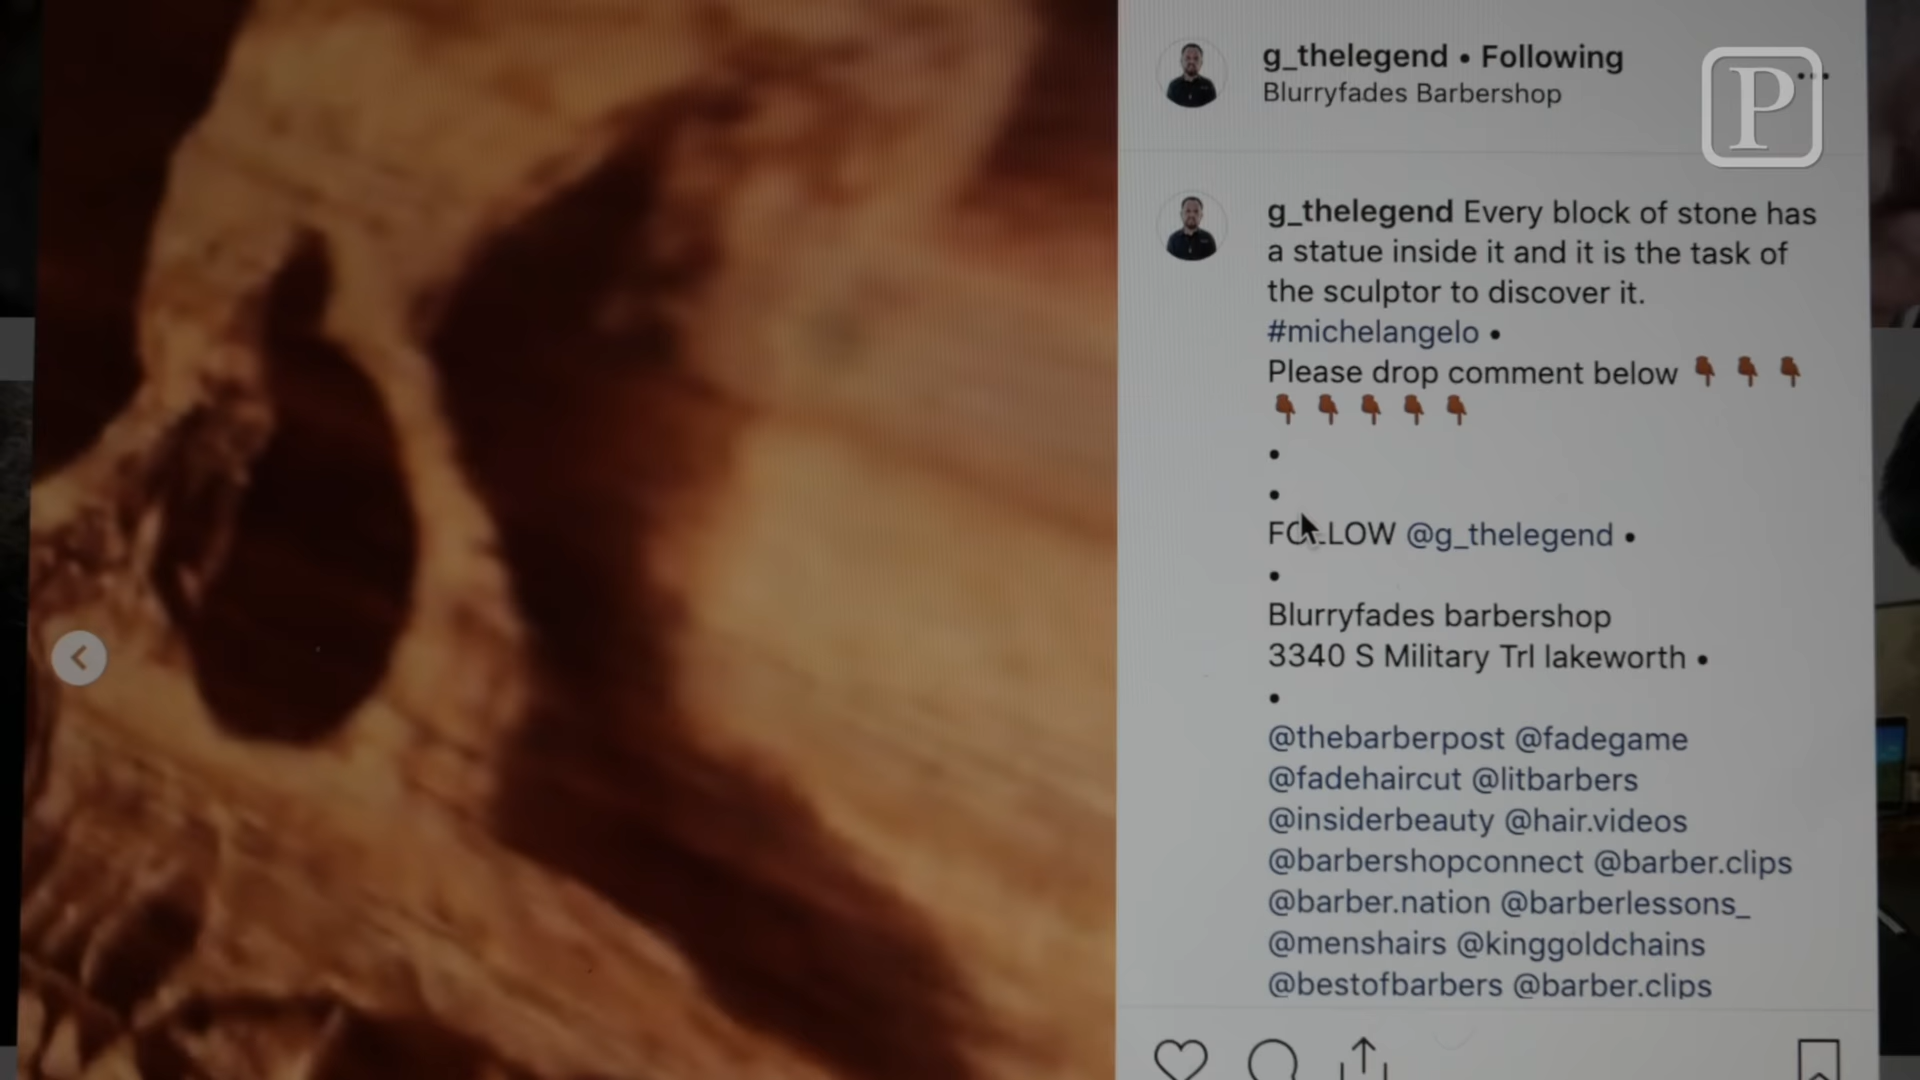 g_thelegend • Following
Blurryfades Barbershop
P
g_thelegend Every block of stone has
a statue inside it and it is the task of
the sculptor to discover it.
#michelangelo •
Please drop comment below 👇🏾 👇🏾 👇🏾
👇🏾 👇🏾 👇🏾 👇🏾 👇🏾
•
•
FOLLOW @g_thelegend •
•
Blurryfades barbershop
3340 S Military Trl lakeworth •
•
@thebarberpost @fadegame
@fadehaircut @litbarbers
@insiderbeauty @hair.videos
@barbershopconnect @barber.clips
@barber.nation @barberlessons_
@menshairs @kinggoldchains
@bestofbarbers @barber.clips